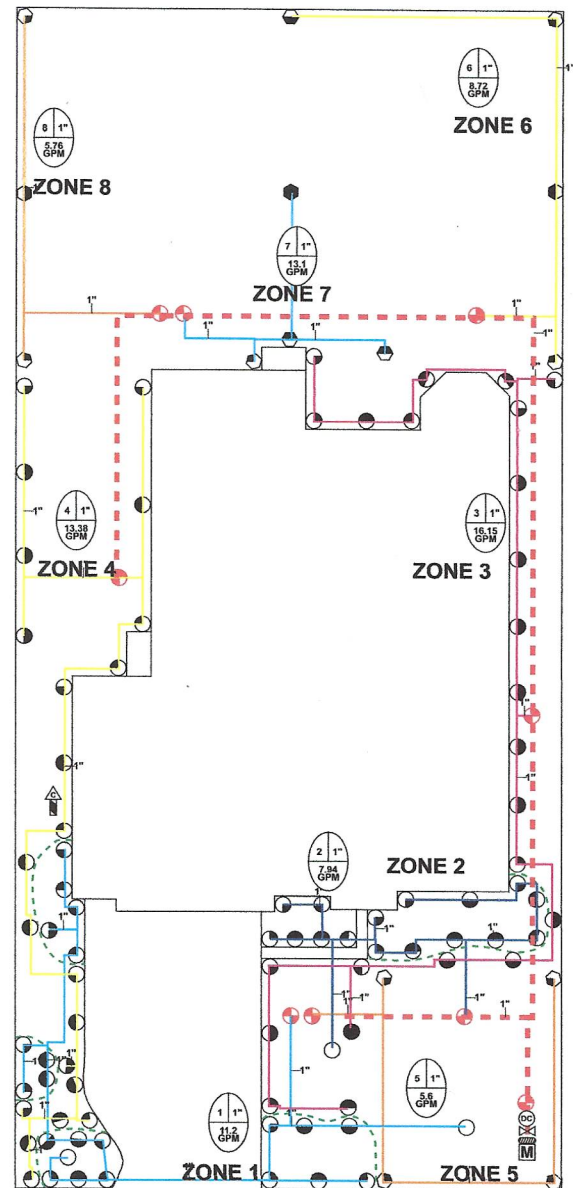 6 1"
8.72
GPM
ZONE 6
1"
8 1"
5.76
GPM
ZONE 8
7 1"
13.1
GPM
ZONE 7
1"
1"
1"
1"
1"
1"
1"
4 1"
13.38
GPM
3 1"
16.15
GPM
1"
ZONE 4
ZONE 3
1"
1"
1"
C
2 1"
7.94
GPM
ZONE 2
1"
1"
1"
1"
1"
1"
1"
1"
1"
5 1"
5.6
GPM
1 1"
11.2
GPM
1"
DC
M
ZONE 1
ZONE 5